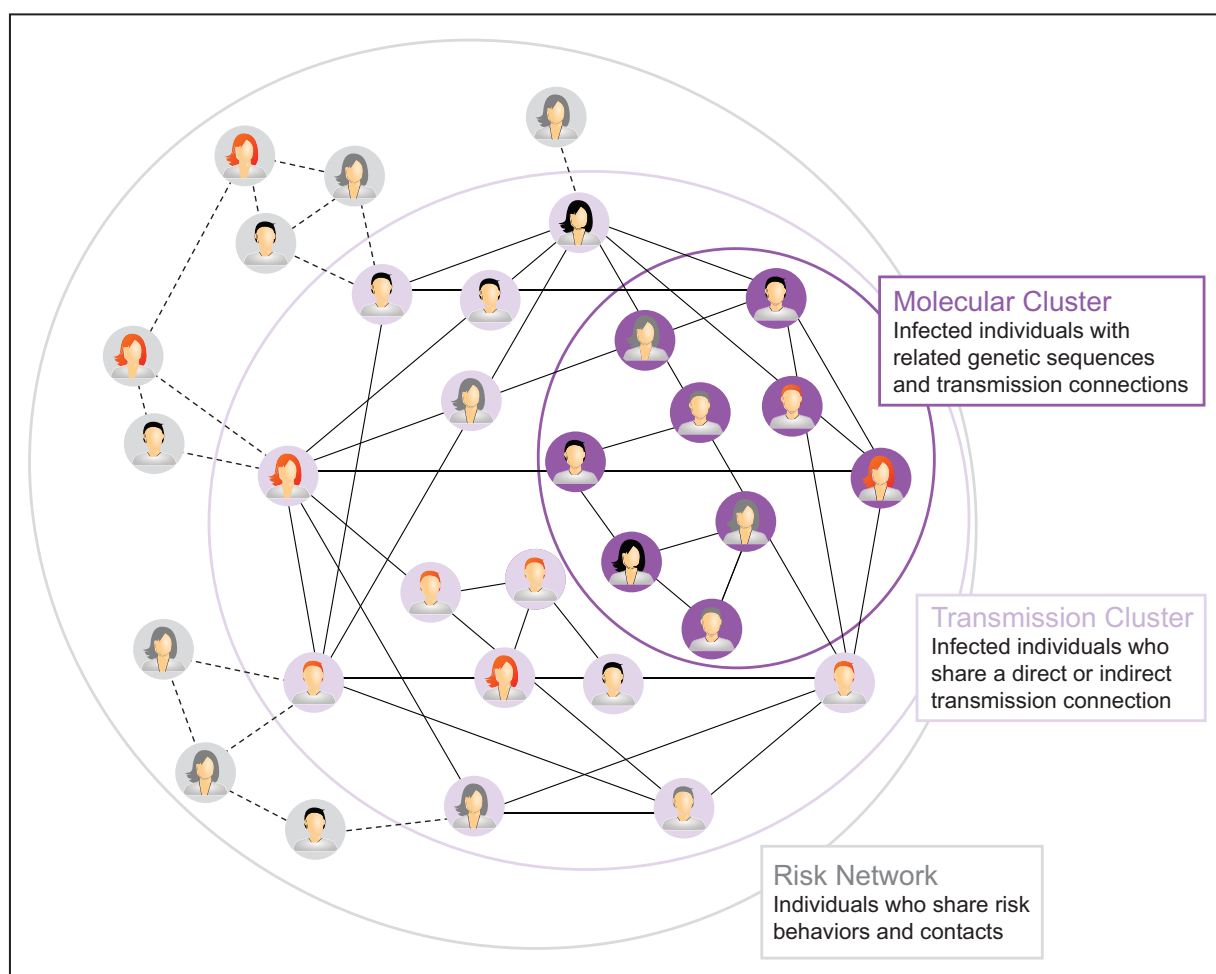 Molecular Cluster
Infected individuals with
related genetic sequences
and transmission connections
Transmission Cluster
Infected individuals who
share a direct or indirect
transmission connection
Risk Network
Individuals who share risk
behaviors and contacts